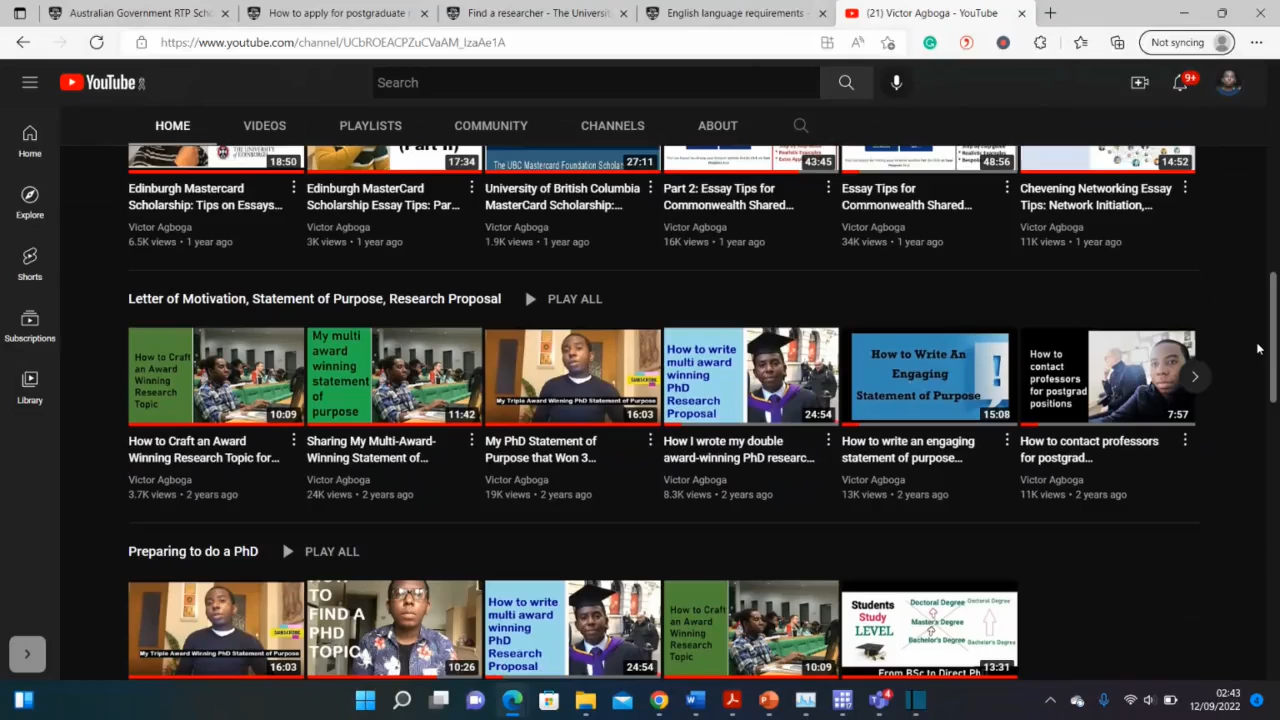 Australian Government RTP Scho
How to apply for postgraduate r
Find a researcher - The Universit
English language requirements -
(21) Victor Agboga - YouTube
https://www.youtube.com/channel/UCbROEACPZuCVaAM_IzaAe1A
Not syncing
YouTube
Search
9+
HOME
VIDEOS
PLAYLISTS
COMMUNITY
CHANNELS
ABOUT
Home
Explore
Shorts
Subscriptions
Library
18:50
17:34
The UBC Mastercard Foundation Schola
27:11
43:45
48:56
14:52
Edinburgh Mastercard
Scholarship: Tips on Essays...
Victor Agboga
6.5K views • 1 year ago
Edinburgh MasterCard
Scholarship Essay Tips: Par...
Victor Agboga
3K views • 1 year ago
University of British Columbia
MasterCard Scholarship:...
Victor Agboga
1.9K views • 1 year ago
Part 2: Essay Tips for
Commonwealth Shared...
Victor Agboga
16K views • 1 year ago
Essay Tips for
Commonwealth Shared...
Victor Agboga
34K views • 1 year ago
Chevening Networking Essay
Tips: Network Initiation,...
Victor Agboga
11K views • 1 year ago
Letter of Motivation, Statement of Purpose, Research Proposal
PLAY ALL
How to Craft
an Award
Winning
Research
Topic
10:09
My multi
award
winning
statement
of
purpose
11:42
SUBSCRIBE
My Triple Award Winning PhD Statement of Purpose
16:03
How to write
multi award
winning
PhD
Research
Proposal
24:54
How to Write An
Engaging
Statement of Purpose
15:08
How to
contact
professors
for postgrad
positions
7:57
How to Craft an Award
Winning Research Topic for...
Victor Agboga
3.7K views • 2 years ago
Sharing My Multi-Award-
Winning Statement of...
Victor Agboga
24K views • 2 years ago
My PhD Statement of
Purpose that Won 3...
Victor Agboga
19K views • 2 years ago
How I wrote my double
award-winning PhD researc...
Victor Agboga
8.3K views • 2 years ago
How to write an engaging
statement of purpose...
Victor Agboga
13K views • 2 years ago
How to contact professors
for postgrad...
Victor Agboga
11K views • 2 years ago
Preparing to do a PhD
PLAY ALL
SUBSCRIBE
My Triple Award Winning PhD Statement of Purpose
16:03
TO
FIND A
PHD
TOPIC
10:26
How to write
multi award
winning
PhD
Research
Proposal
24:54
How to Craft
an Award
Winning
Research
Topic
10:09
Students
Study
LEVEL
Doctoral Degree
Master's Degree
Bachelor's Degree
Doctoral Degree
Bachelor's Degree
From BSc to Direct Ph
13:31
4
02:43
12/09/2022
4